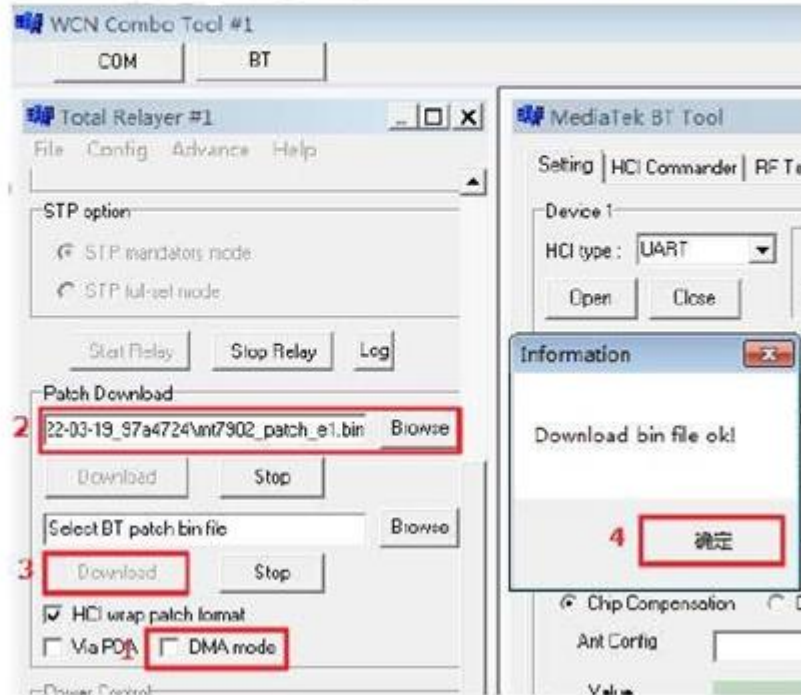 WCN Combo Tool #1
COM BT
Total Relayer #1
File Config Advance Help
STP option
STP mandatory mode
STP full-set mode
Start Relay Stop Relay Log
Patch Download
2 22-03-19_97a4724\mt7902_patch_e1.bin Browse
Download Stop
Select BT patch bin file Browse
3 Download Stop
HCI wrap patch format
Via PDA 1 DMA mode
Power Control
MediaTek BT Tool
Setting HCI Commander RF Te
Device 1
HCI type : UART
Open Close
Information
Download bin file ok!
4 确定
Chip Compensation
Ant Config
Value